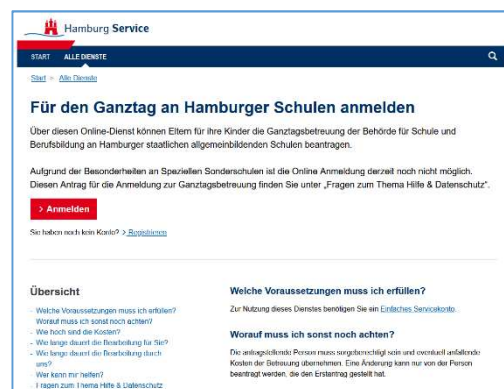 Hamburg Service
START ALLE DIENSTE
Start > Alle Dienste
Für den Ganztag an Hamburger Schulen anmelden
Über diesen Online-Dienst können Eltern für ihre Kinder die Ganztagsbetreuung der Behörde für Schule und
Berufsbildung an Hamburger staatlichen allgemeinbildenden Schulen beantragen.
Aufgrund der Besonderheiten an Speziellen Sonderschulen ist die Online Anmeldung derzeit noch nicht möglich.
Diesen Antrag für die Anmeldung zur Ganztagsbetreuung finden Sie unter „Fragen zum Thema Hilfe & Datenschutz".
> Anmelden
Sie haben noch kein Konto? > Registrieren
Übersicht
- Welche Voraussetzungen muss ich erfüllen?
Worauf muss ich sonst noch achten?
- Wie hoch sind die Kosten?
- Wie lange dauert die Bearbeitung für Sie?
- Wie lange dauert die Bearbeitung durch
uns?
- Wer kann mir helfen?
- Fragen zum Thema Hilfe & Datenschutz
Welche Voraussetzungen muss ich erfüllen?
Zur Nutzung dieses Dienstes benötigen Sie ein Einfaches Servicekonto.
Worauf muss ich sonst noch achten?
Die antragstellende Person muss sorgeberechtigt sein und eventuell anfallende
Kosten der Betreuung übernehmen. Eine Änderung kann nur von der Person
beantragt werden, die den Erstantrag gestellt hat.